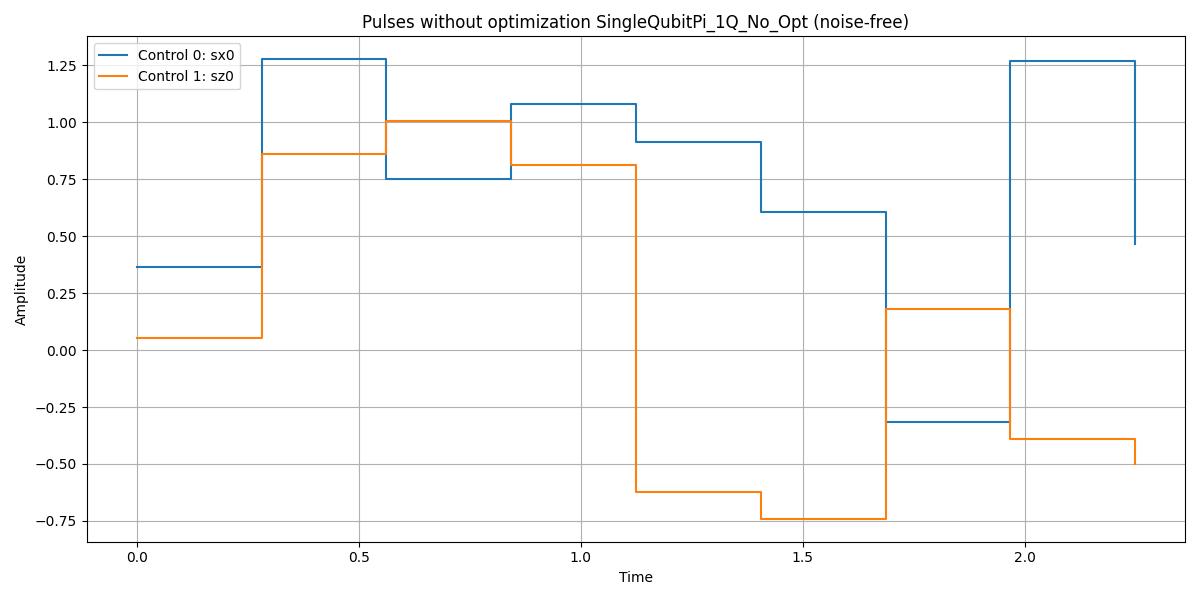 Pulses without optimization SingleQubitPi_1Q_No_Opt (noise-free)
Control 0: sx0
Control 1: sz0
Amplitude
1.25
1.00
0.75
0.50
0.25
0.00
−0.25
−0.50
−0.75
0.0 0.5 1.0 1.5 2.0
Time